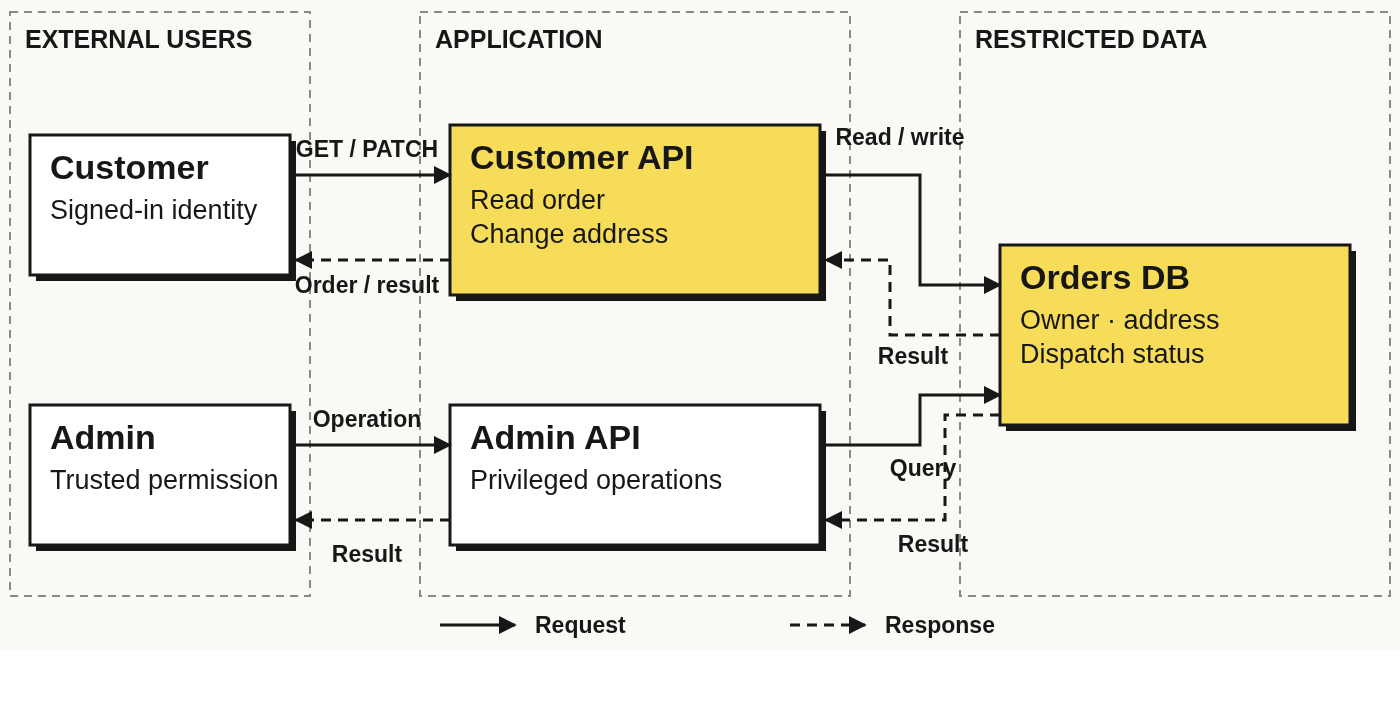 EXTERNAL USERS
APPLICATION
RESTRICTED DATA
Customer
Signed-in identity
GET / PATCH
Order / result
Customer API
Read order
Change address
Read / write
Result
Orders DB
Owner · address
Dispatch status
Admin
Trusted permission
Operation
Result
Admin API
Privileged operations
Query
Result
Request
Response